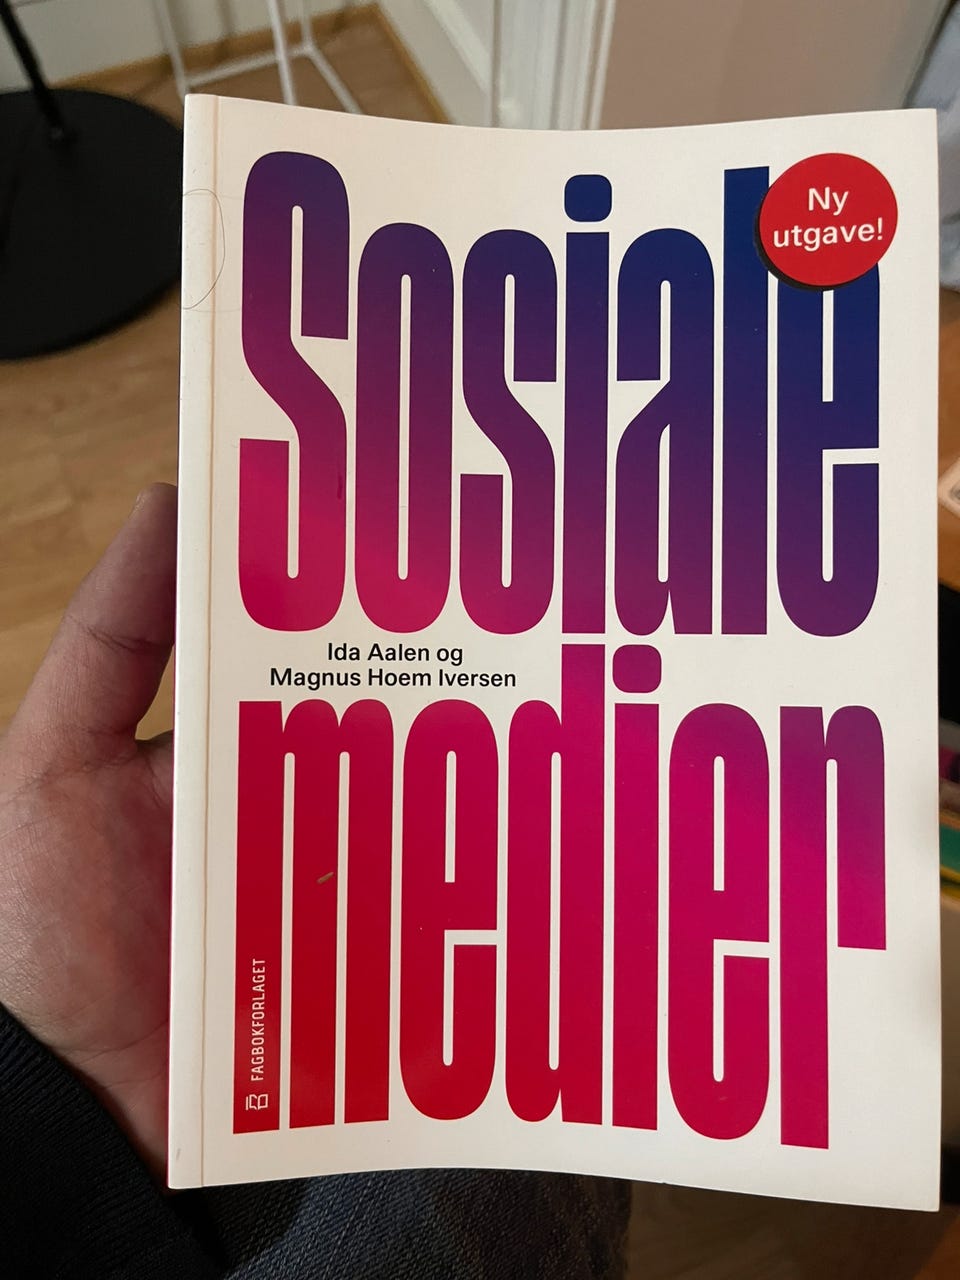 Sosiale
Ny
utgave!
Ida Aalen og
Magnus Hoem Iversen
medier
FAGBOKFORLAGET